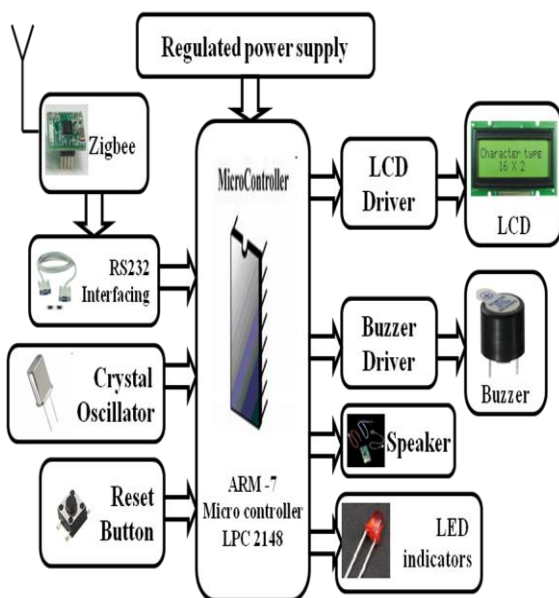 Regulated power supply
Zigbee
RS232
Interfacing
Crystal
Oscillator
Reset
Button
MicroController
ARM -7
Micro controller
LPC 2148
LCD
Driver
Character type
16 X 2
LCD
Buzzer
Driver
Buzzer
Speaker
LED
indicators